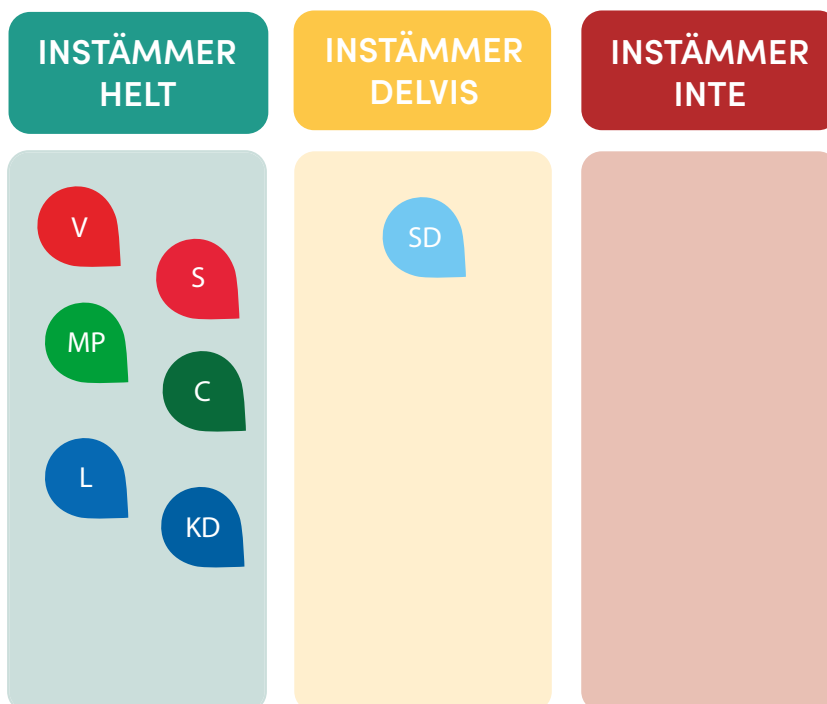 INSTÄMMER
HELT
INSTÄMMER
DELVIS
INSTÄMMER
INTE
V
S
MP
C
L
KD
SD